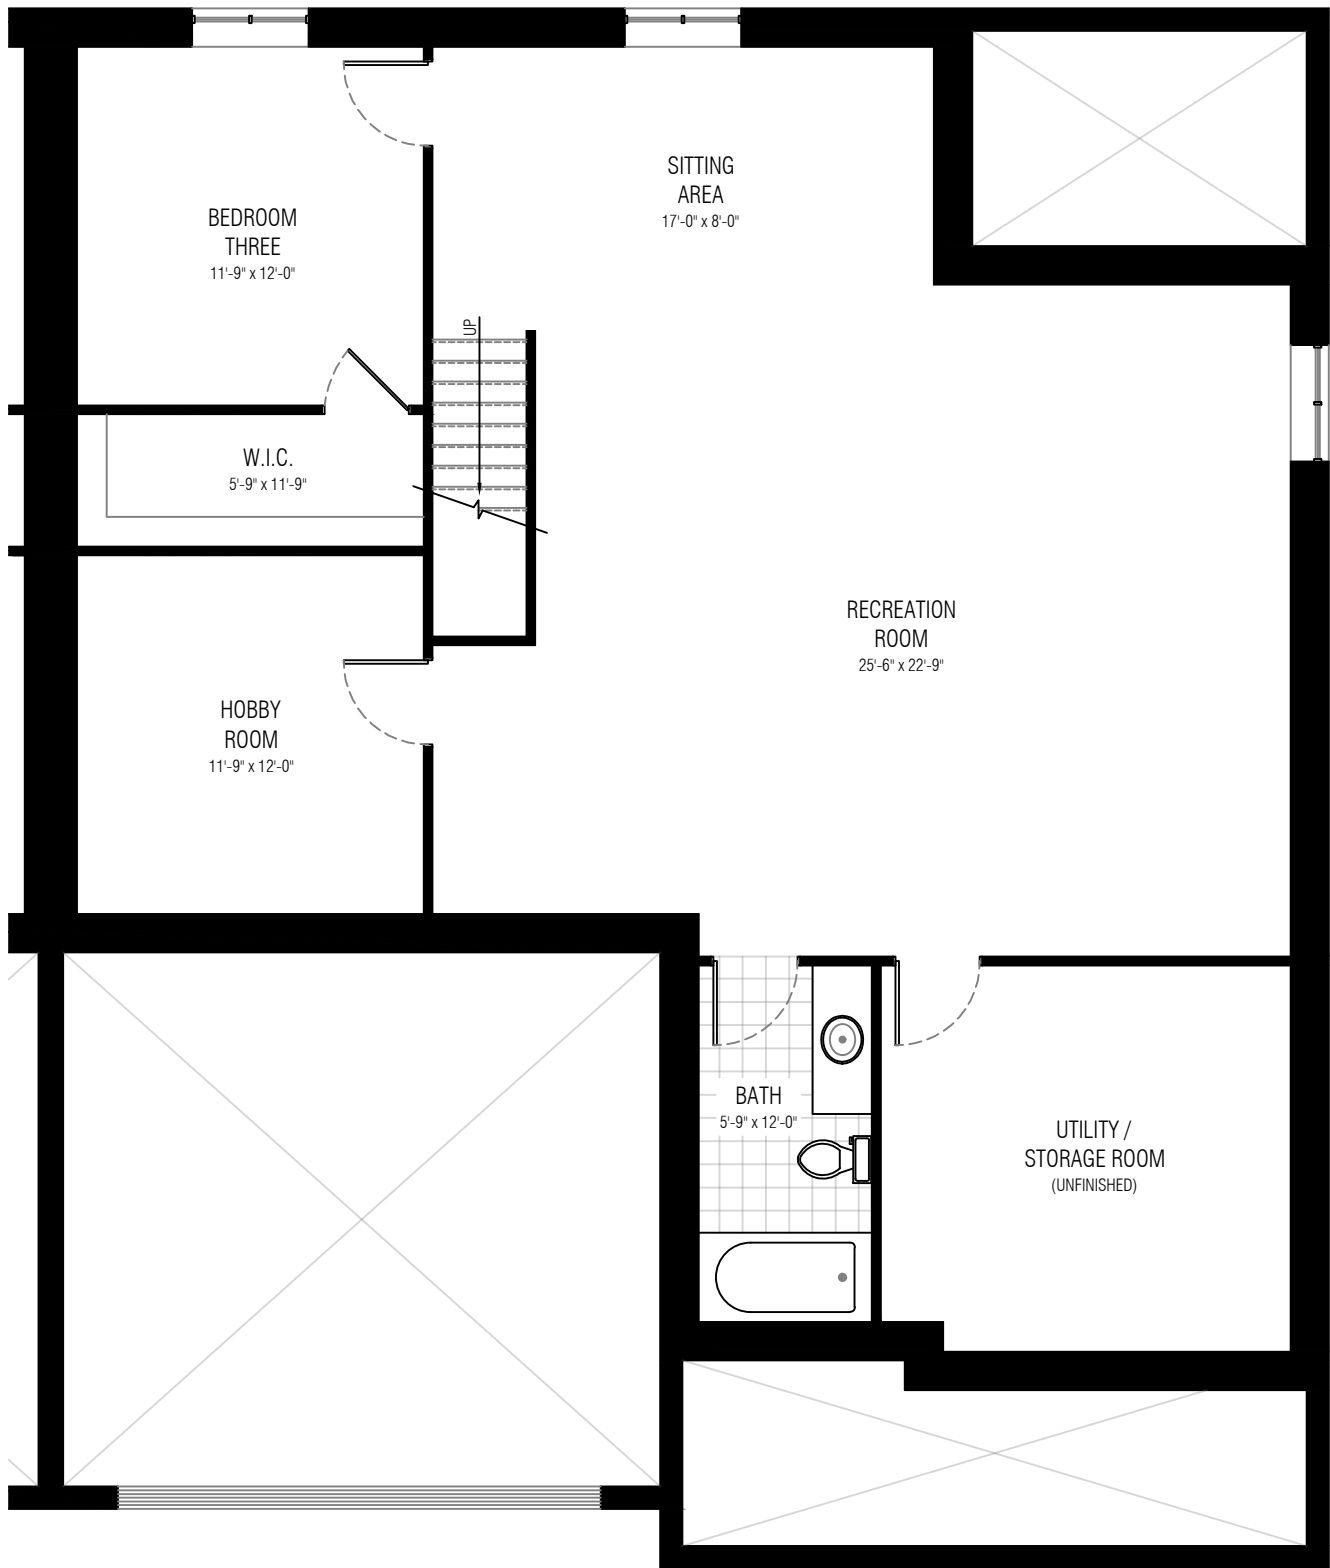 SITTING
AREA
17'-0" x 8'-0"
BEDROOM
THREE
11'-9" x 12'-0"
UP
W.I.C.
5'-9" x 11'-9"
RECREATION
ROOM
25'-6" x 22'-9"
HOBBY
ROOM
11'-9" x 12'-0"
BATH
5'-9" x 12'-0"
UTILITY /
STORAGE ROOM
(UNFINISHED)